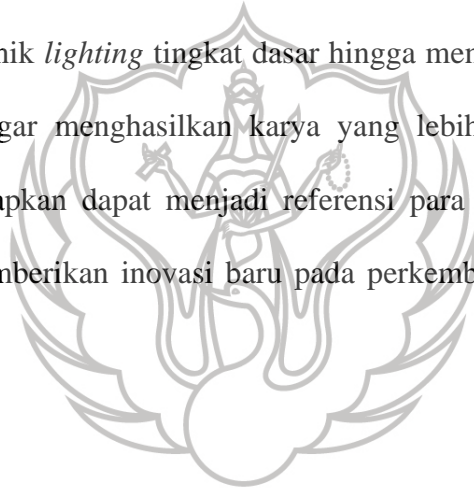 nik lighting tingkat dasar hingga men
gar menghasilkan karya yang lebih
apkan dapat menjadi referensi para
mberikan inovasi baru pada perkemb